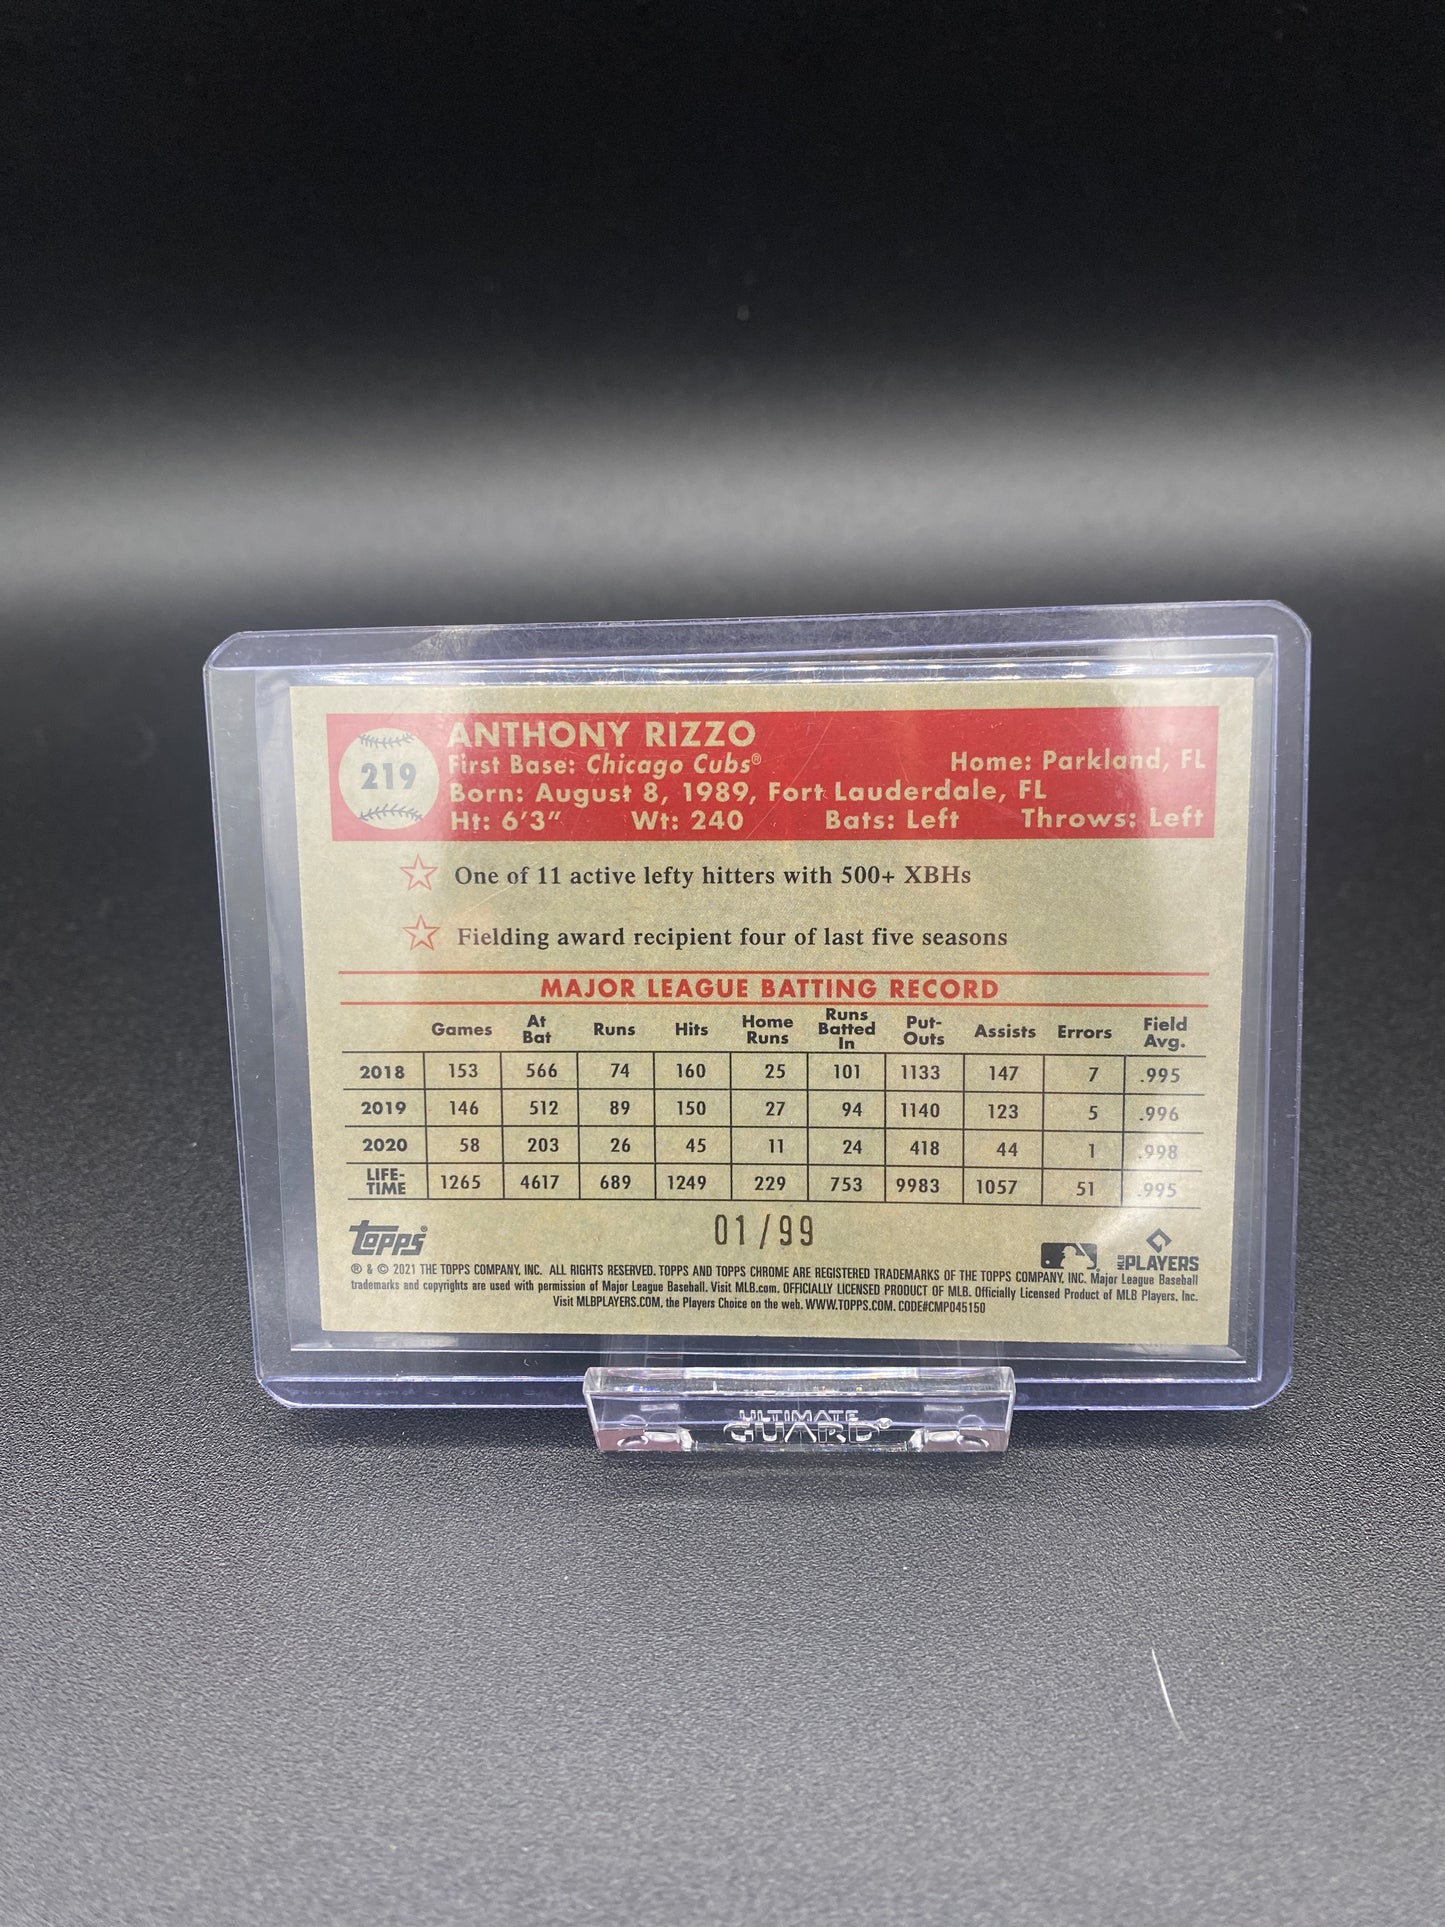 219
ANTHONY RIZZO
First Base: Chicago Cubs® Home: Parkland, FL
Born: August 8, 1989, Fort Lauderdale, FL
Ht: 6'3" Wt: 240 Bats: Left Throws: Left
One of 11 active lefty hitters with 500+ XBHs
Fielding award recipient four of last five seasons
MAJOR LEAGUE BATTING RECORD
Games At Bat Runs Hits Home Runs Runs Batted In Put-Outs Assists Errors Field Avg.
2018 153 566 74 160 25 101 1133 147 7 .995
2019 146 512 89 150 27 94 1140 123 5 .996
2020 58 203 26 45 11 24 418 44 1 .998
LIFE-TIME 1265 4617 689 1249 229 753 9983 1057 51 .995
01/99
Topps® MLB PLAYERS
® & © 2021 THE TOPPS COMPANY, INC. ALL RIGHTS RESERVED. TOPPS AND TOPPS CHROME ARE REGISTERED TRADEMARKS OF THE TOPPS COMPANY, INC. Major League Baseball
trademarks and copyrights are used with permission of Major League Baseball. Visit MLB.com. OFFICIALLY LICENSED PRODUCT OF MLB. Officially Licensed Product of MLB Players, Inc.
Visit MLBPLAYERS.COM, the Players Choice on the web. WWW.TOPPS.COM. CODE#CMP045150
ULTIMATE
GUARD®